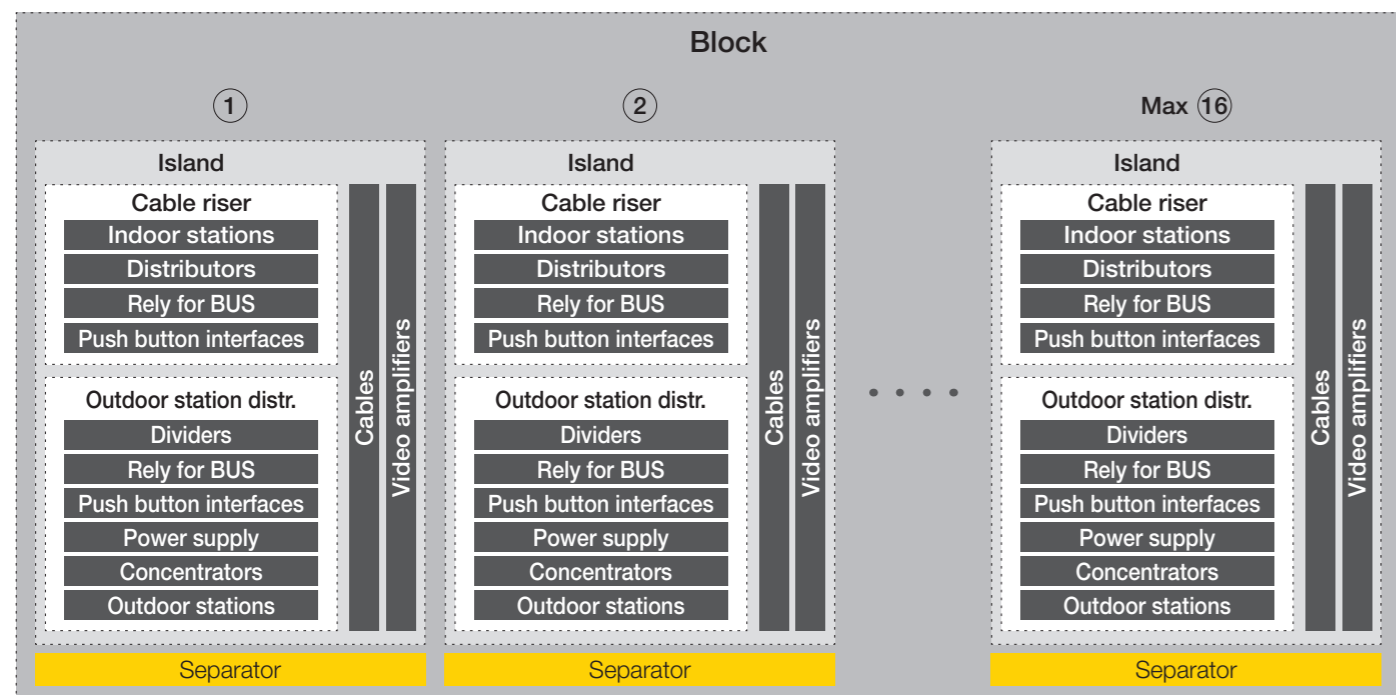 Block
1
Island
Cable riser
Indoor stations
Distributors
Rely for BUS
Push button interfaces
Outdoor station distr.
Dividers
Rely for BUS
Push button interfaces
Power supply
Concentrators
Outdoor stations
Cables
Video amplifiers
Separator
2
Island
Cable riser
Indoor stations
Distributors
Rely for BUS
Push button interfaces
Outdoor station distr.
Dividers
Rely for BUS
Push button interfaces
Power supply
Concentrators
Outdoor stations
Cables
Video amplifiers
Separator
Max 16
Island
Cable riser
Indoor stations
Distributors
Rely for BUS
Push button interfaces
Outdoor station distr.
Dividers
Rely for BUS
Push button interfaces
Power supply
Concentrators
Outdoor stations
Cables
Video amplifiers
Separator